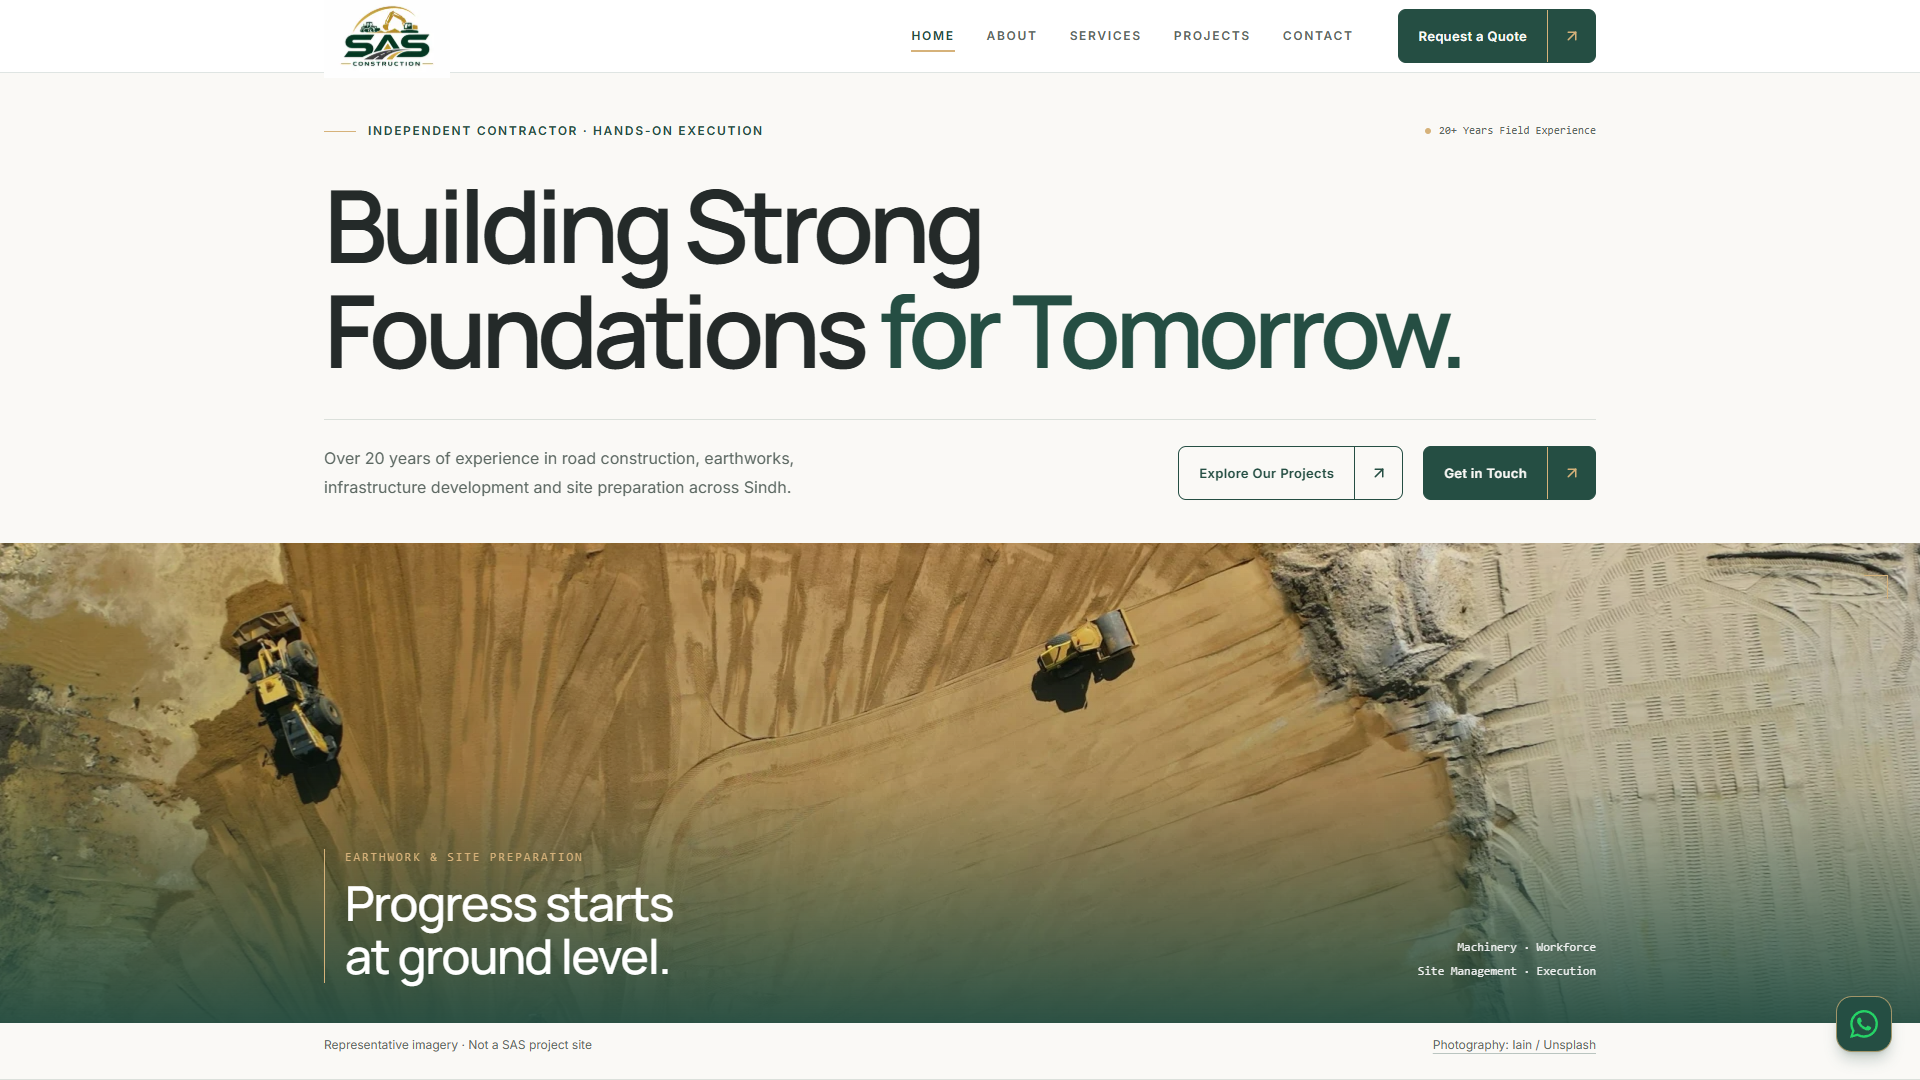 SAS
CONSTRUCTION
HOME
ABOUT
SERVICES
PROJECTS
CONTACT
Request a Quote
INDEPENDENT CONTRACTOR · HANDS-ON EXECUTION
20+ Years Field Experience
Building Strong
Foundations for Tomorrow.
Over 20 years of experience in road construction, earthworks,
infrastructure development and site preparation across Sindh.
Explore Our Projects
Get in Touch
EARTHWORK & SITE PREPARATION
Progress starts
at ground level.
Machinery · Workforce
Site Management · Execution
Representative imagery · Not a SAS project site
Photography: Iain / Unsplash